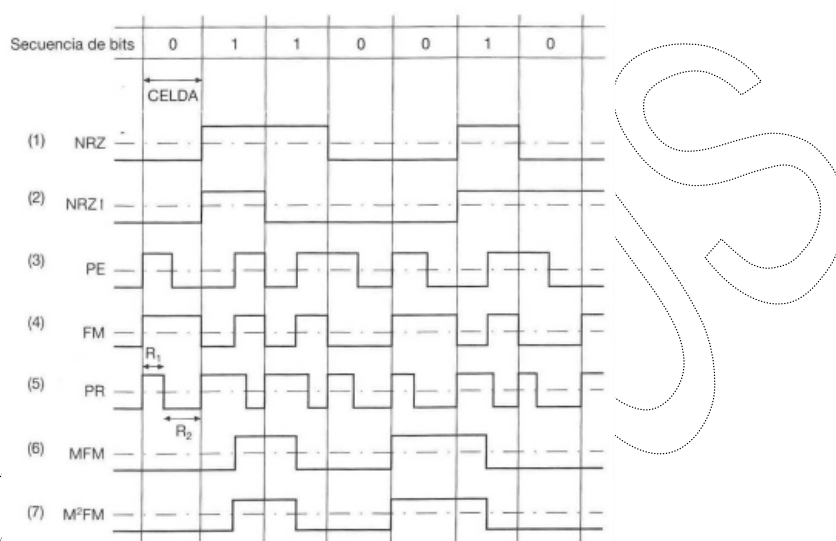 Secuencia de bits 0 1 1 0 0 1 0
CELDA
(1) NRZ
(2) NRZ I
(3) PE
(4) FM
R₁
(5) PR
R₂
(6) MFM
(7) M²FM